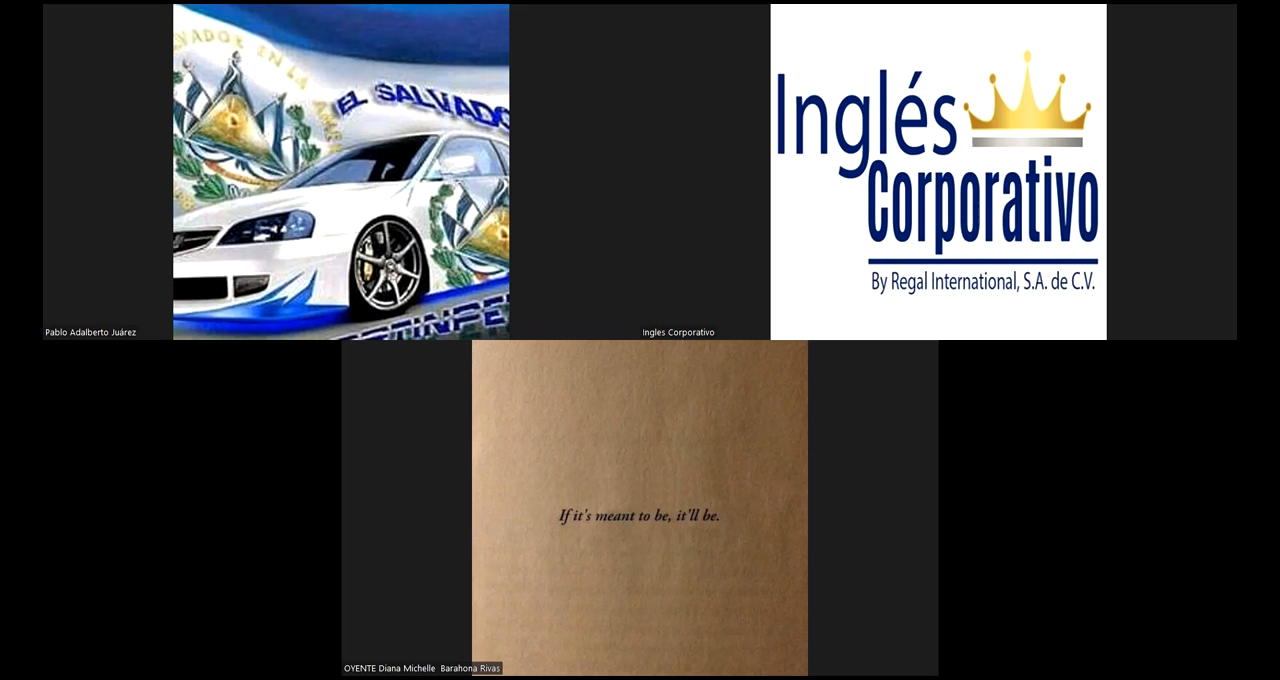 EL SALVADO
Pablo Adalberto Juárez
Inglés
Corporativo
By Regal International, S.A. de C.V.
Ingles Corporativo
If it's meant to be, it'll be.
OYENTE Diana Michelle Barahona Rivas